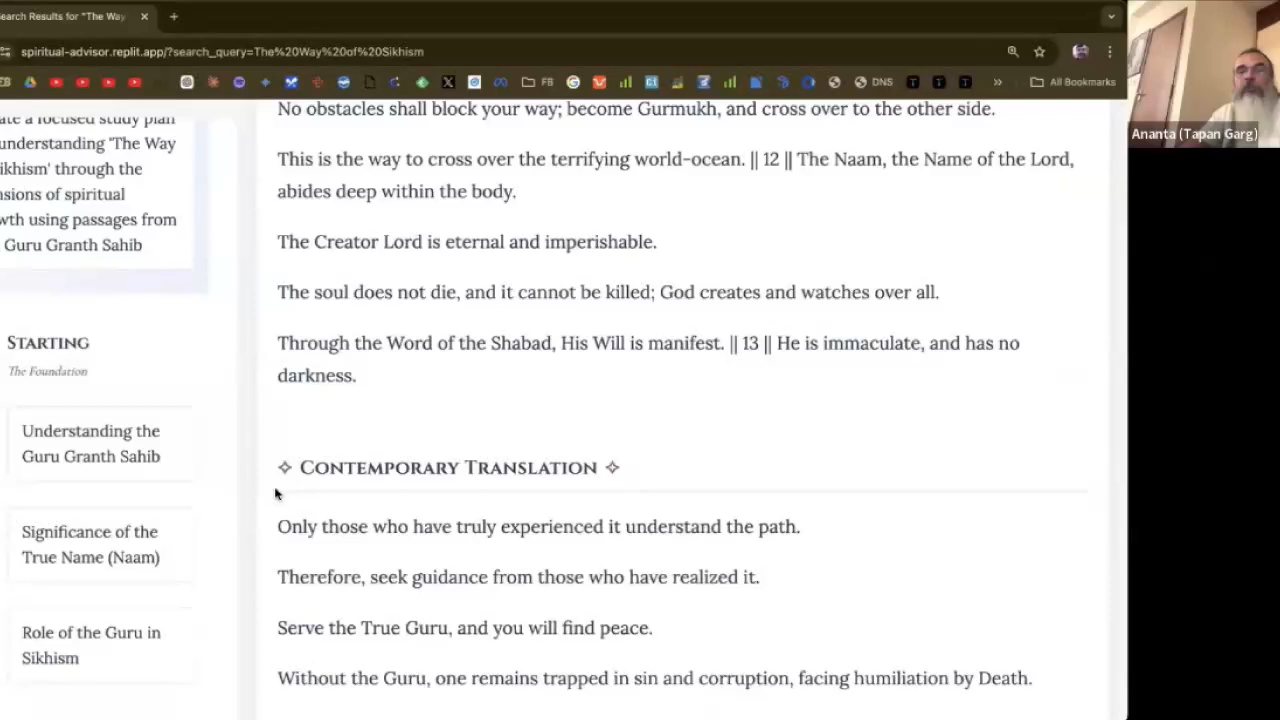 earch Results for "The Way
spiritual-advisor.replit.app/?search_query=The%20Way%20of%20Sikhism
FB
DNS
All Bookmarks
Ananta (Tapan Garg)
ate a focused study plan
understanding 'The Way
ikhism' through the
nsions of spiritual
wth using passages from
Guru Granth Sahib
STARTING
The Foundation
Understanding the
Guru Granth Sahib
Significance of the
True Name (Naam)
Role of the Guru in
Sikhism
No obstacles shall block your way; become Gurmukh, and cross over to the other side.
This is the way to cross over the terrifying world-ocean. || 12 || The Naam, the Name of the Lord,
abides deep within the body.
The Creator Lord is eternal and imperishable.
The soul does not die, and it cannot be killed; God creates and watches over all.
Through the Word of the Shabad, His Will is manifest. || 13 || He is immaculate, and has no
darkness.
✧ CONTEMPORARY TRANSLATION ✧
Only those who have truly experienced it understand the path.
Therefore, seek guidance from those who have realized it.
Serve the True Guru, and you will find peace.
Without the Guru, one remains trapped in sin and corruption, facing humiliation by Death.